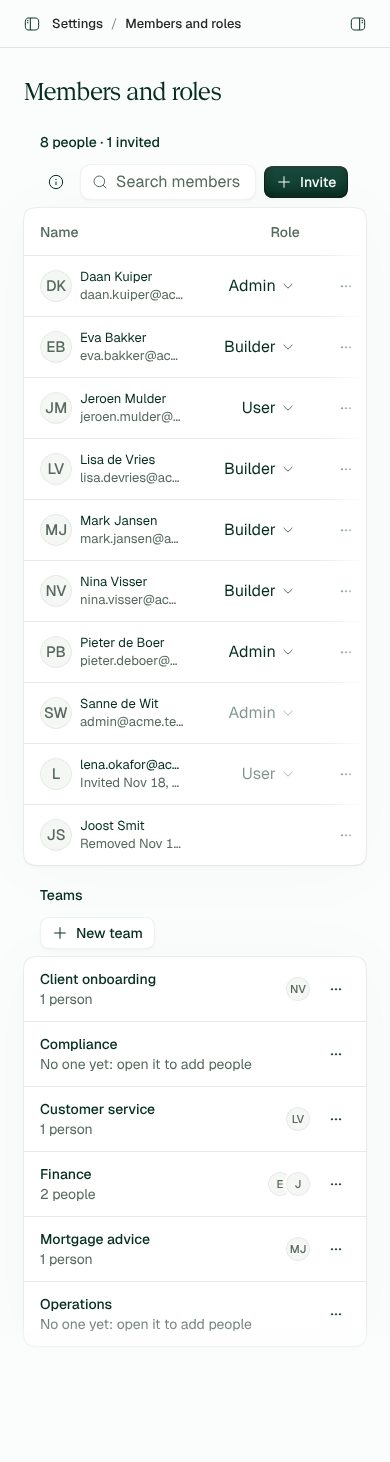 Settings / Members and roles
Members and roles
8 people · 1 invited
Search members
Invite
Name Role
DK Daan Kuiper Admin
daan.kuiper@ac…
EB Eva Bakker Builder
eva.bakker@ac…
JM Jeroen Mulder User
jeroen.mulder@…
LV Lisa de Vries Builder
lisa.devries@ac…
MJ Mark Jansen Builder
mark.jansen@a…
NV Nina Visser Builder
nina.visser@ac…
PB Pieter de Boer Admin
pieter.deboer@…
SW Sanne de Wit Admin
admin@acme.te…
L lena.okafor@ac… User
Invited Nov 18, …
JS Joost Smit
Removed Nov 1…
Teams
New team
Client onboarding NV
1 person
Compliance
No one yet: open it to add people
Customer service LV
1 person
Finance E J
2 people
Mortgage advice MJ
1 person
Operations
No one yet: open it to add people